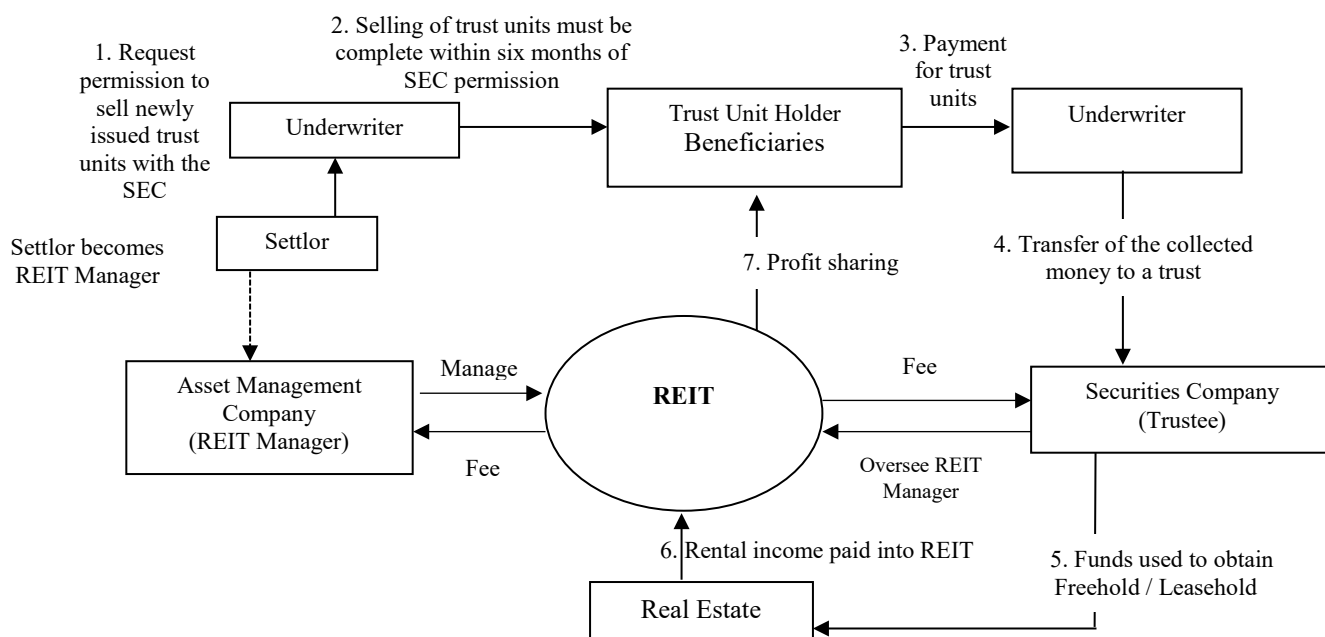 1. Request
permission to
sell newly
issued trust
units with the
SEC
2. Selling of trust units must be
complete within six months of
SEC permission
3. Payment
for trust
units
Underwriter
Trust Unit Holder
Beneficiaries
Underwriter
Settlor
Settlor becomes
REIT Manager
7. Profit sharing
4. Transfer of the collected
money to a trust
Asset Management
Company
(REIT Manager)
Manage
Fee
REIT
Fee
Oversee REIT
Manager
Securities Company
(Trustee)
6. Rental income paid into REIT
5. Funds used to obtain
Freehold / Leasehold
Real Estate